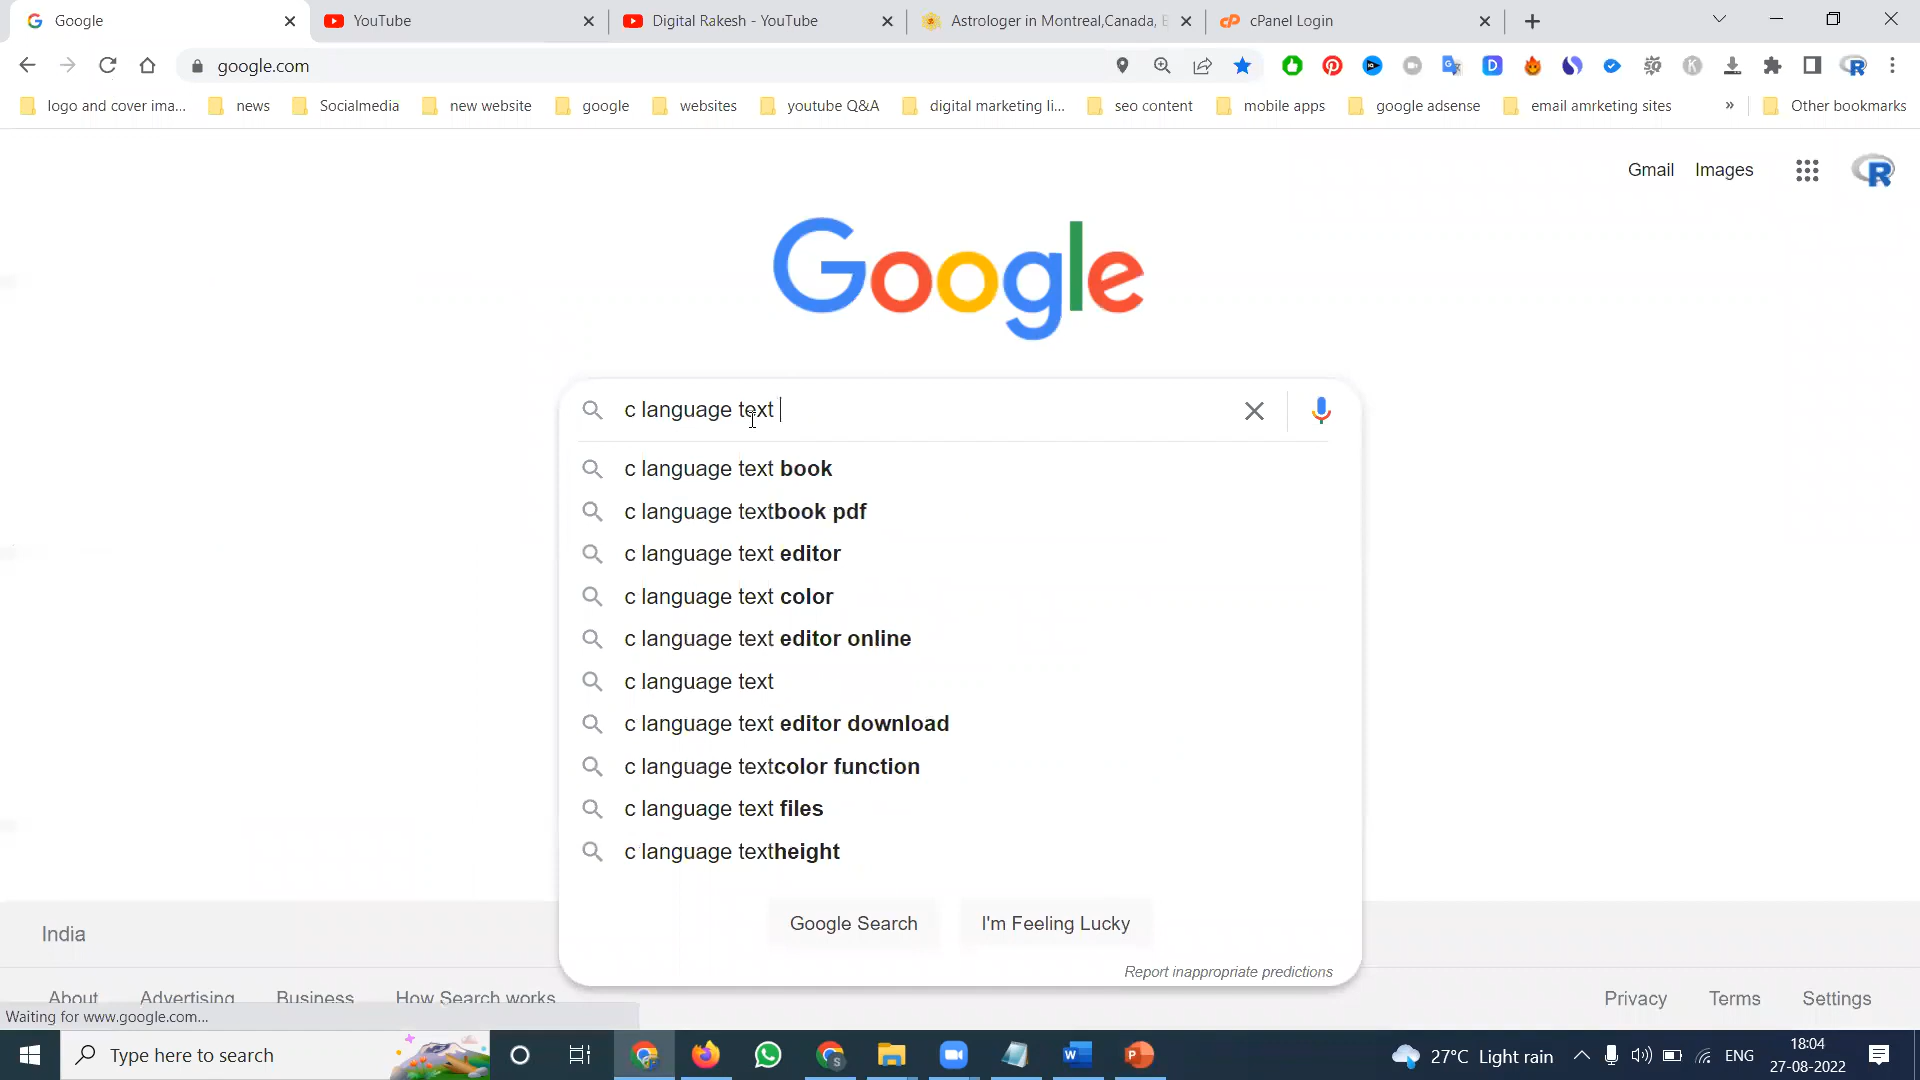 Google
YouTube
Digital Rakesh - YouTube
Astrologer in Montreal,Canada, E
cPanel Login
google.com
logo and cover ima...
news
Socialmedia
new website
google
websites
youtube Q&A
digital marketing li...
seo content
mobile apps
google adsense
email amrketing sites
»
Other bookmarks
Gmail
Images
Google
c language text
c language text book
c language textbook pdf
c language text editor
c language text color
c language text editor online
c language text
c language text editor download
c language textcolor function
c language text files
c language textheight
Google Search
I'm Feeling Lucky
Report inappropriate predictions
India
About
Advertising
Business
How Search works
Privacy
Terms
Settings
Waiting for www.google.com...
Type here to search
27°C Light rain
ENG
18:04
27-08-2022